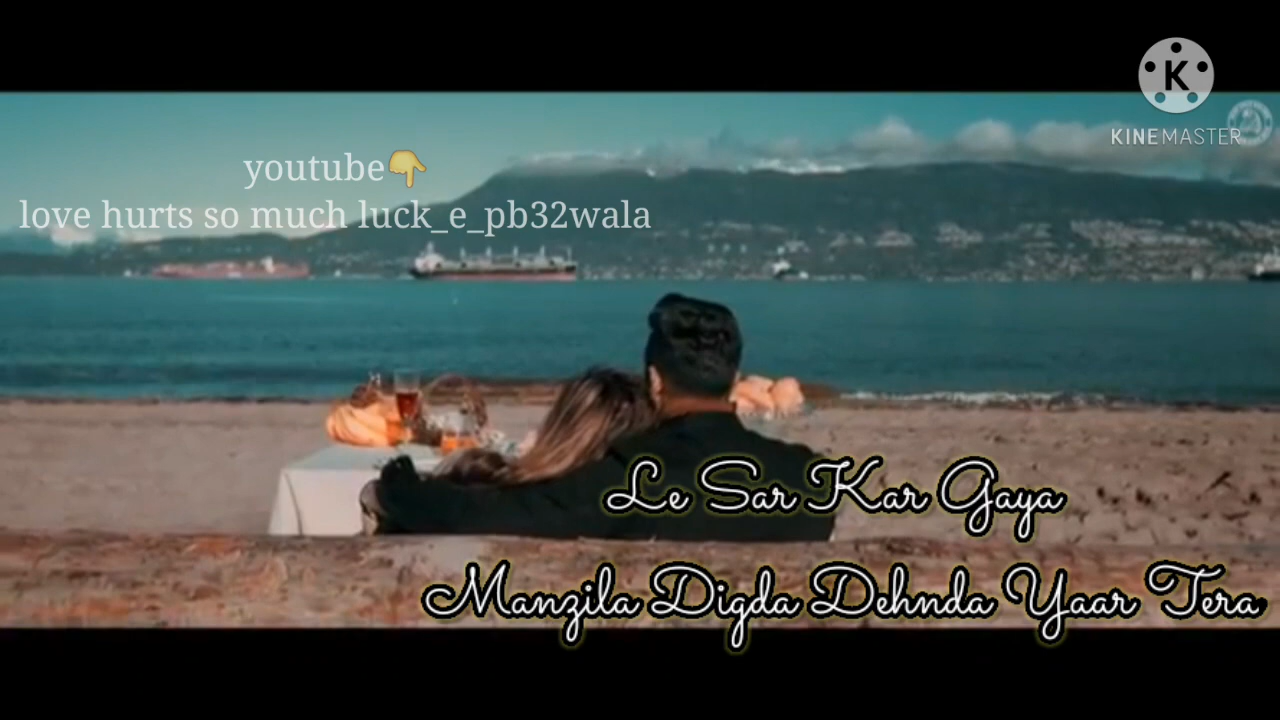 KINEMASTER
youtube👇
love hurts so much luck_e_pb32wala
Le Sar Kar Gaya
Manzila Digda Dehnda Yaar Tera